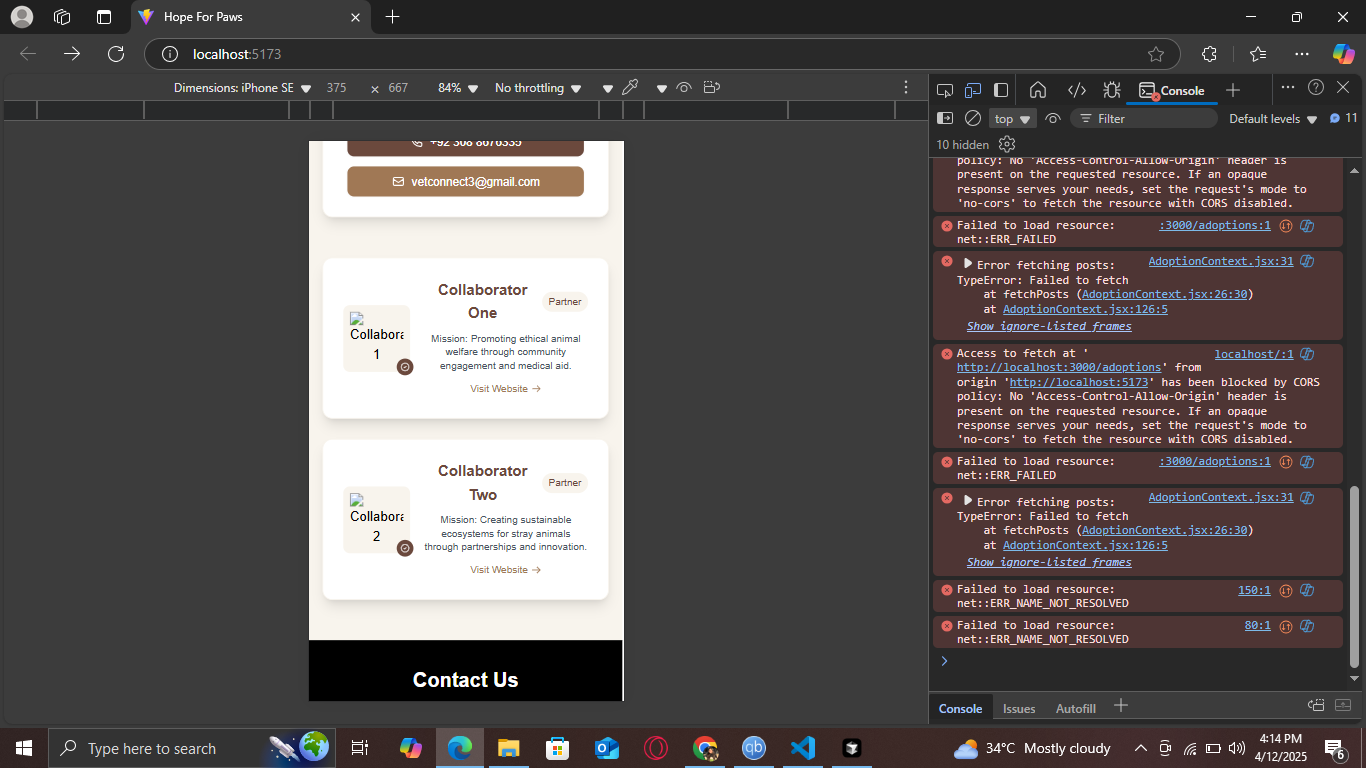 Hope For Paws
localhost:5173
Dimensions: iPhone SE 375 × 667 84% No throttling
Console
top Filter Default levels 11
10 hidden
+92 308 8676335
vetconnect3@gmail.com
Collaborator
One
Partner
Collabora
1
Mission: Promoting ethical animal
welfare through community
engagement and medical aid.
Visit Website →
Collaborator
Two
Partner
Collabora
2
Mission: Creating sustainable
ecosystems for stray animals
through partnerships and innovation.
Visit Website →
Contact Us
policy: No 'Access-Control-Allow-Origin' header is
present on the requested resource. If an opaque
response serves your needs, set the request's mode to
'no-cors' to fetch the resource with CORS disabled.
Failed to load resource: :3000/adoptions:1
net::ERR_FAILED
Error fetching posts: AdoptionContext.jsx:31
TypeError: Failed to fetch
at fetchPosts (AdoptionContext.jsx:26:30)
at AdoptionContext.jsx:126:5
Show ignore-listed frames
Access to fetch at ' localhost/:1
http://localhost:3000/adoptions' from
origin 'http://localhost:5173' has been blocked by CORS
policy: No 'Access-Control-Allow-Origin' header is
present on the requested resource. If an opaque
response serves your needs, set the request's mode to
'no-cors' to fetch the resource with CORS disabled.
Failed to load resource: :3000/adoptions:1
net::ERR_FAILED
Error fetching posts: AdoptionContext.jsx:31
TypeError: Failed to fetch
at fetchPosts (AdoptionContext.jsx:26:30)
at AdoptionContext.jsx:126:5
Show ignore-listed frames
Failed to load resource: 150:1
net::ERR_NAME_NOT_RESOLVED
Failed to load resource: 80:1
net::ERR_NAME_NOT_RESOLVED
Console Issues Autofill
Type here to search
qb
34°C Mostly cloudy
4:14 PM
4/12/2025
6